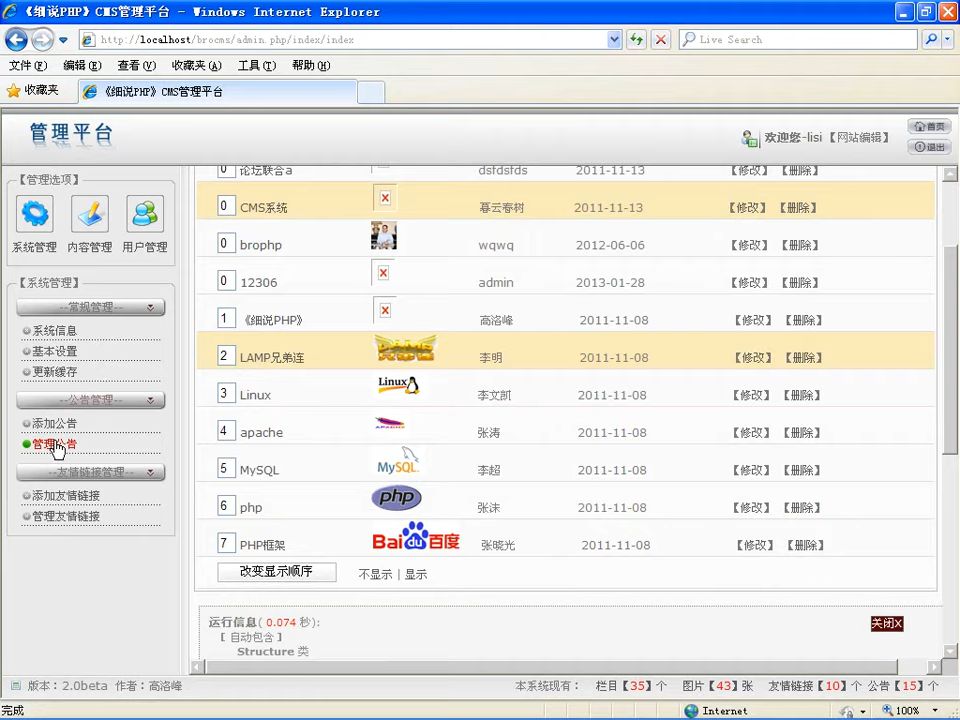 《细说PHP》CMS管理平台 - Windows Internet Explorer
http://localhost/brocms/admin.php/index/index
Live Search
文件(F) 编辑(E) 查看(V) 收藏夹(A) 工具(T) 帮助(H)
收藏夹 《细说PHP》CMS管理平台
管理平台
欢迎您-lisi 【网站编辑】
首页
退出
【管理选项】
系统管理 内容管理 用户管理
【系统管理】
--常规管理--
系统信息
基本设置
更新缓存
--公告管理--
添加公告
管理公告
--友情链接管理--
添加友情链接
管理友情链接
0 论坛联合a dsfdsfds 2011-11-13 【修改】 【删除】
0 CMS系统 暮云春树 2011-11-13 【修改】 【删除】
0 brophp wqwq 2012-06-06 【修改】 【删除】
0 12306 admin 2013-01-28 【修改】 【删除】
1 《细说PHP》 高洛峰 2011-11-08 【修改】 【删除】
2 LAMP兄弟连 李明 2011-11-08 【修改】 【删除】
3 Linux Linux 李文凯 2011-11-08 【修改】 【删除】
4 apache 张涛 2011-11-08 【修改】 【删除】
5 MySQL MySQL 李超 2011-11-08 【修改】 【删除】
6 php php 张沫 2011-11-08 【修改】 【删除】
7 PHP框架 Bai du 百度 张晓光 2011-11-08 【修改】 【删除】
改变显示顺序 不显示 | 显示
运行信息( 0.074 秒): 关闭X
[ 自动包含 ]
Structure 类
版本：2.0beta 作者：高洛峰 本系统现有： 栏目【35】个 图片【43】张 友情链接【10】个 公告【15】个
完成 Internet 100%